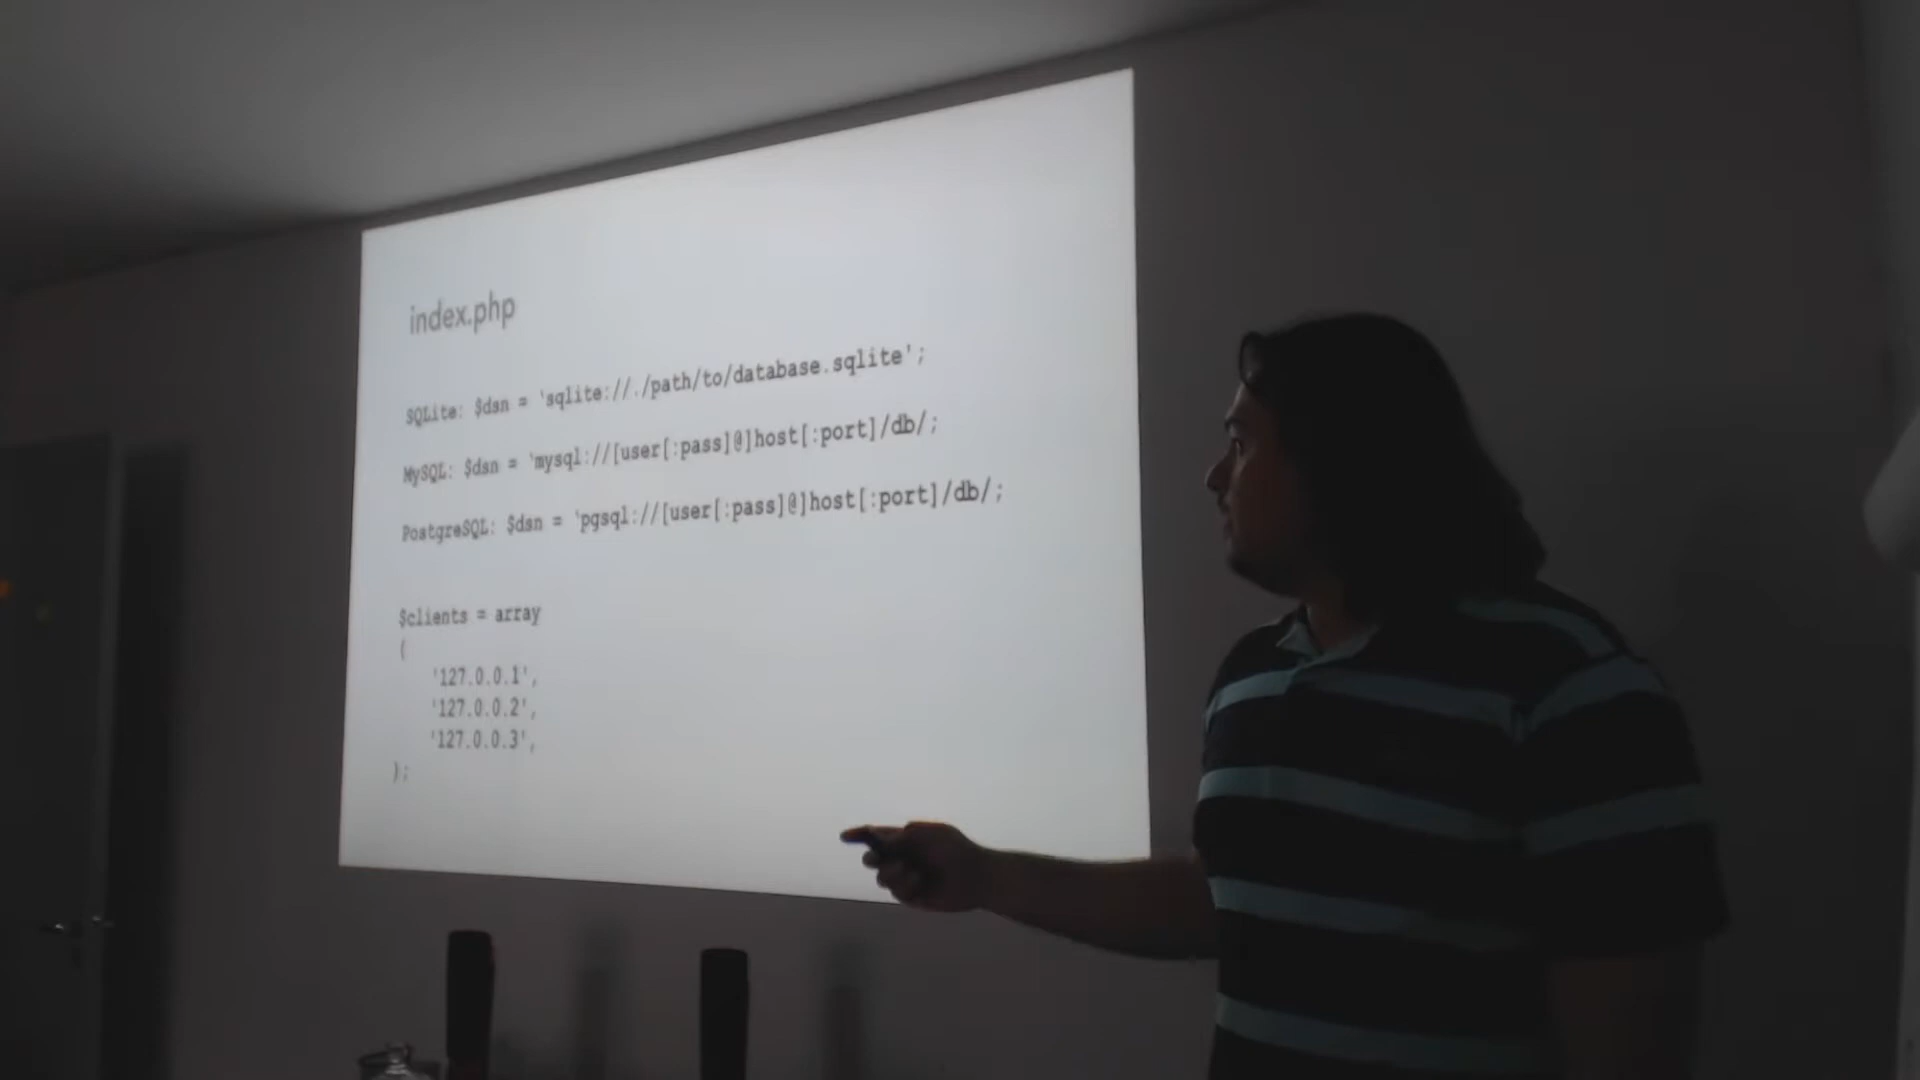 index.php
SQLite: $dsn = 'sqlite://./path/to/database.sqlite';
MySQL: $dsn = 'mysql://[user[:pass]@]host[:port]/db/;
PostgreSQL: $dsn = 'pgsql://[user[:pass]@]host[:port]/db/;
$clients = array
(
'127.0.0.1',
'127.0.0.2',
'127.0.0.3',
);